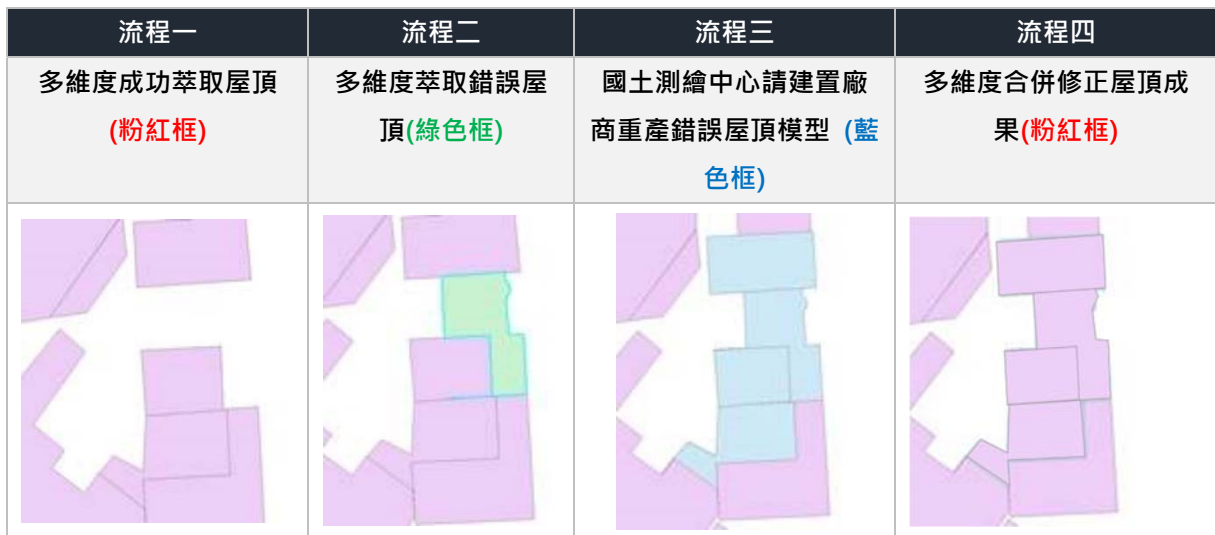 流程一
流程二
流程三
流程四
多維度成功萃取屋頂
(粉紅框)
多維度萃取錯誤屋
頂(綠色框)
國土測繪中心請建置廠
商重產錯誤屋頂模型 (藍
色框)
多維度合併修正屋頂成
果(粉紅框)